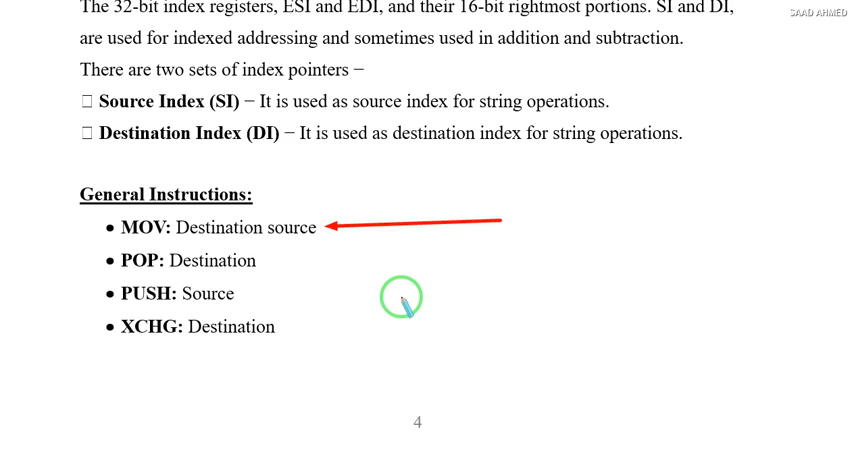 The 32-bit index registers, ESI and EDI, and their 16-bit rightmost portions. SI and DI,
SAAD AHMED
are used for indexed addressing and sometimes used in addition and subtraction.
There are two sets of index pointers −
□ Source Index (SI) − It is used as source index for string operations.
□ Destination Index (DI) − It is used as destination index for string operations.
General Instructions:
• MOV: Destination source
• POP: Destination
• PUSH: Source
• XCHG: Destination
4